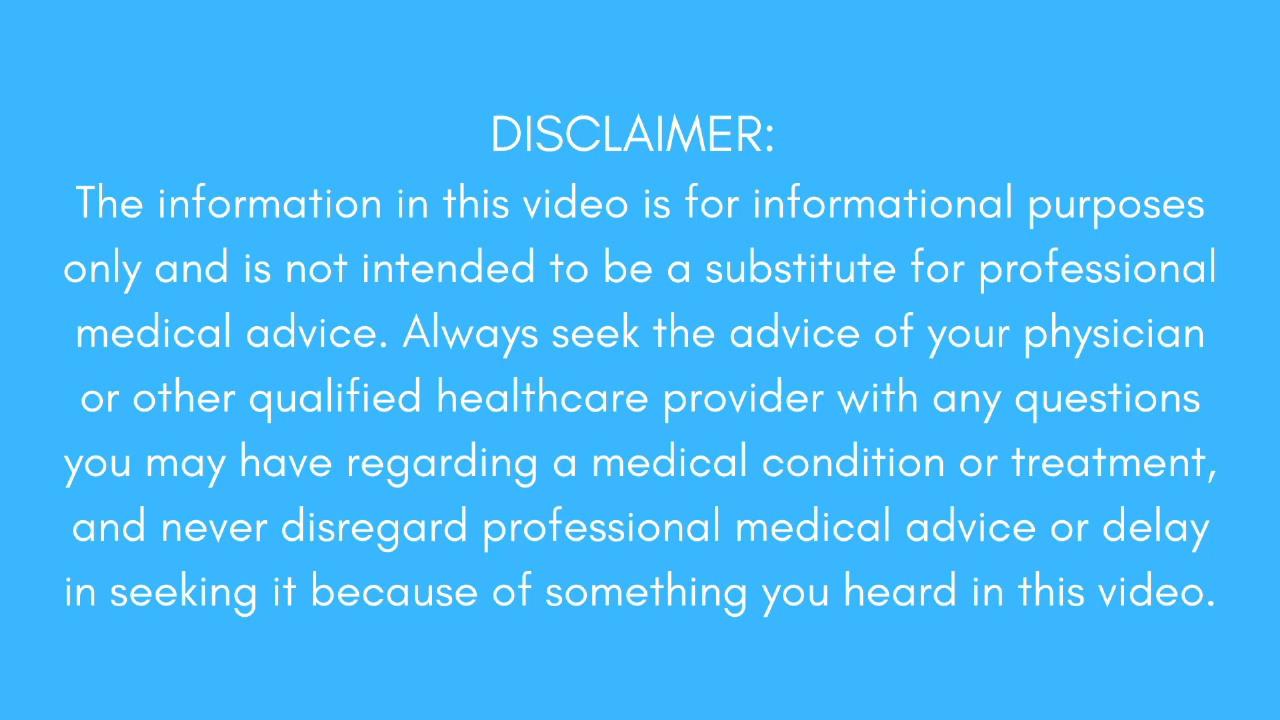 DISCLAIMER:
The information in this video is for informational purposes
only and is not intended to be a substitute for professional
medical advice. Always seek the advice of your physician
or other qualified healthcare provider with any questions
you may have regarding a medical condition or treatment,
and never disregard professional medical advice or delay
in seeking it because of something you heard in this video.